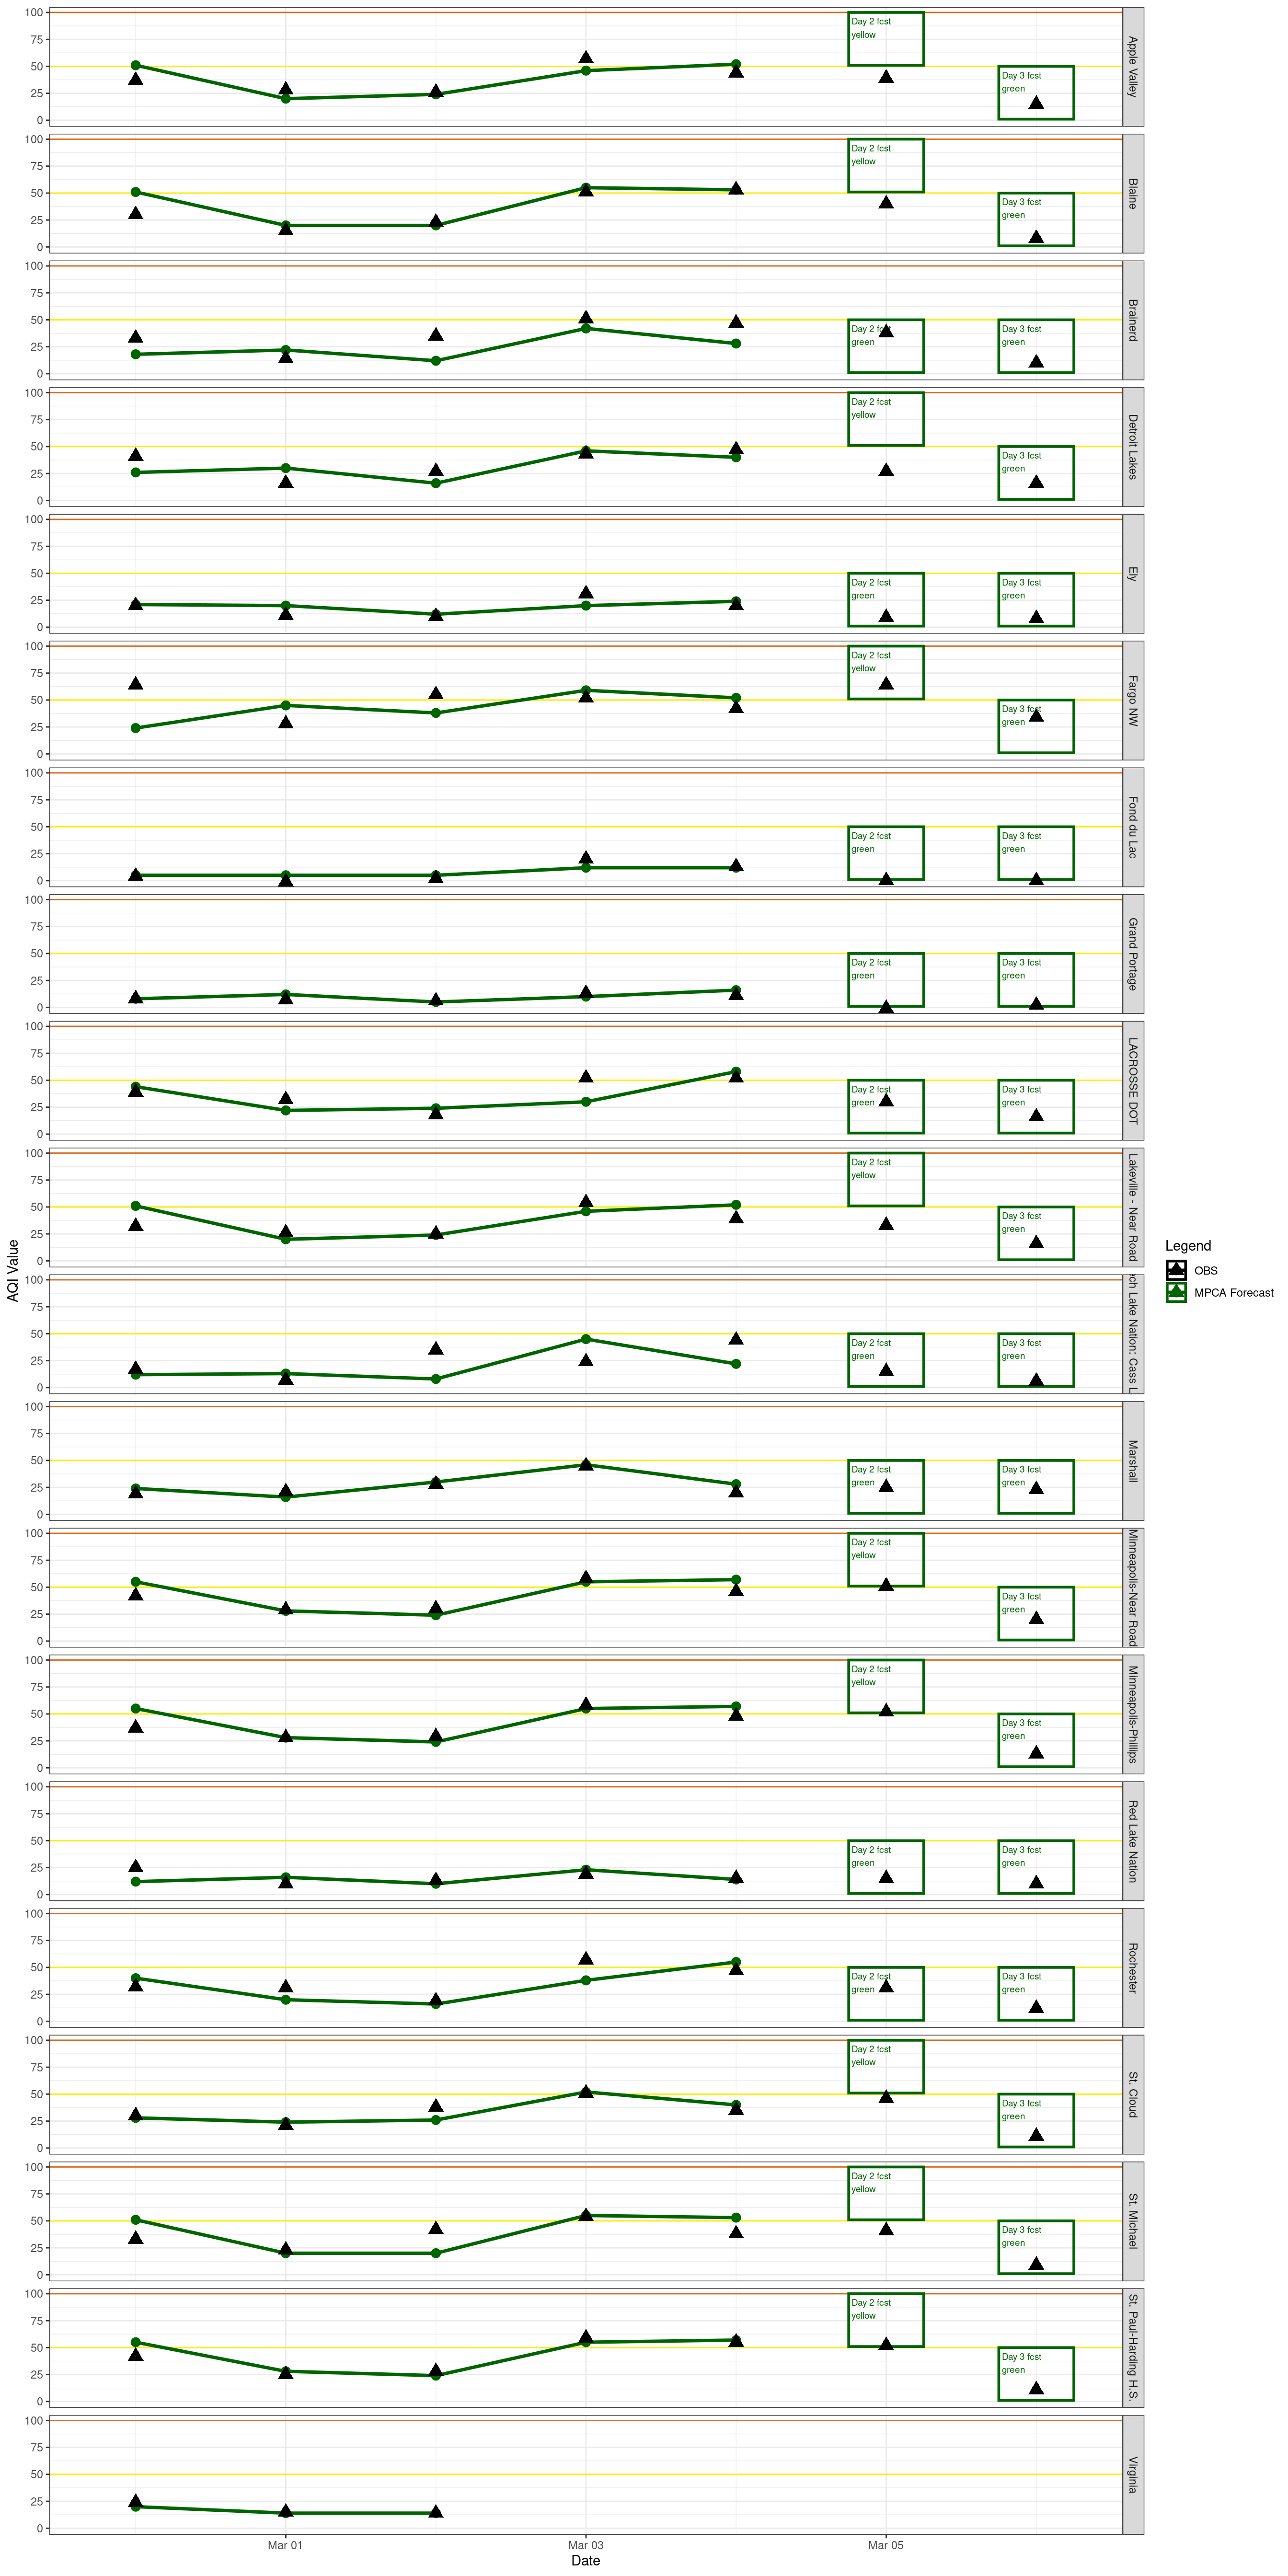 100
75
50
25
0
Day 2 fcst
yellow
Day 3 fcst
green
Apple Valley
100
75
50
25
0
Day 2 fcst
yellow
Day 3 fcst
green
Blaine
100
75
50
25
0
Day 2 fcst
green
Day 3 fcst
green
Brainerd
100
75
50
25
0
Day 2 fcst
yellow
Day 3 fcst
green
Detroit Lakes
100
75
50
25
0
Day 2 fcst
green
Day 3 fcst
green
Ely
100
75
50
25
0
Day 2 fcst
yellow
Day 3 fcst
green
Fargo NW
100
75
50
25
0
Day 2 fcst
green
Day 3 fcst
green
Fond du Lac
100
75
50
25
0
Day 2 fcst
green
Day 3 fcst
green
Grand Portage
100
75
50
25
0
Day 2 fcst
green
Day 3 fcst
green
LACROSSE DOT
100
75
50
25
0
Day 2 fcst
yellow
Day 3 fcst
green
Lakeville - Near Road
100
75
50
25
0
Day 2 fcst
green
Day 3 fcst
green
ch Lake Nation: Cass L
100
75
50
25
0
Day 2 fcst
green
Day 3 fcst
green
Marshall
100
75
50
25
0
Day 2 fcst
yellow
Day 3 fcst
green
Minneapolis-Near Road
100
75
50
25
0
Day 2 fcst
yellow
Day 3 fcst
green
Minneapolis-Phillips
100
75
50
25
0
Day 2 fcst
green
Day 3 fcst
green
Red Lake Nation
100
75
50
25
0
Day 2 fcst
green
Day 3 fcst
green
Rochester
100
75
50
25
0
Day 2 fcst
yellow
Day 3 fcst
green
St. Cloud
100
75
50
25
0
Day 2 fcst
yellow
Day 3 fcst
green
St. Michael
100
75
50
25
0
Day 2 fcst
yellow
Day 3 fcst
green
St. Paul-Harding H.S.
100
75
50
25
0
Virginia
Mar 01
Mar 03
Mar 05
Date
AQI Value
Legend
OBS
MPCA Forecast